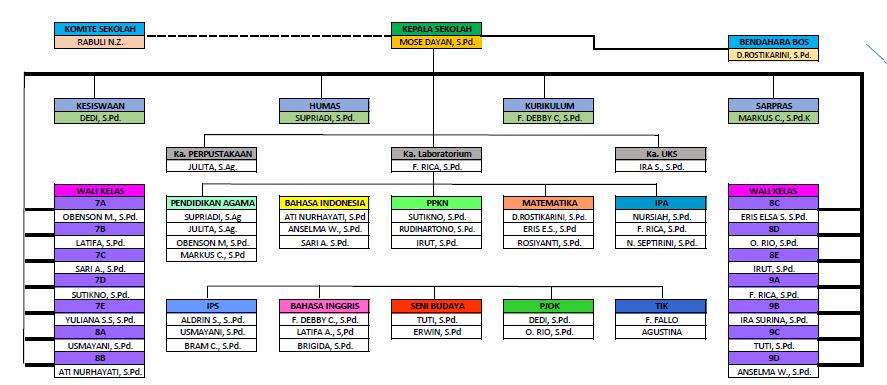 KOMITE SEKOLAH
RABULI N.Z.
KEPALA SEKOLAH
MOSE DAYAN, S.Pd.
BENDAHARA BOS
D.ROSTIKARINI, S.Pd.
KESISWAAN
DEDI, S.Pd.
HUMAS
SUPRIADI, S.Pd.
KURIKULUM
F. DEBBY C, S.Pd.
SARPRAS
MARKUS C., S.Pd.K
Ka. PERPUSTAKAAN
JULITA, S.Ag.
Ka. Laboratorium
F. RICA, S.Pd.
Ka. UKS
IRA S., S.Pd.
WALI KELAS
7A
OBENSON M., S.Pd.
7B
LATIFA, S.Pd.
7C
SARI A., S.Pd.
7D
SUTIKNO, S.Pd.
7E
YULIANA S.S, S.Pd.
8A
USMAYANI, S.Pd.
8B
ATI NURHAYATI, S.Pd.
PENDIDIKAN AGAMA
SUPRIADI, S.Ag
JULITA, S.Ag.
OBENSON M, S.Pd.
MARKUS C., S.Pd
BAHASA INDONESIA
ATI NURHAYATI, S.Pd
ANSELMA W., S.Pd.
SARI A. S.Pd.
PPKN
SUTIKNO, S.Pd.
RUDIHARTONO, S.Pd.
IRUT, S.Pd.
MATEMATIKA
D.ROSTIKARINI, S.Pd.
ERIS E.S., S.Pd
ROSIYANTI, S.Pd.
IPA
NURSIAH, S.Pd.
F. RICA, S.Pd.
N. SEPTIRINI, S.Pd.
WALI KELAS
8C
ERIS ELSA S. S.Pd.
8D
O. RIO, S.Pd.
8E
IRUT, S.Pd.
9A
F. RICA, S.Pd.
9B
IRA SURINA, S.Pd.
9C
TUTI, S.Pd.
9D
ANSELMA W., S.Pd.
IPS
ALDRIN S., S..Pd.
USMAYANI, S.Pd.
BRAM C., S.Pd.
BAHASA INGGRIS
F. DEBBY C., S.Pd.
LATIFA A., S,Pd
BRIGIDA, S.Pd.
SENI BUDAYA
TUTI, S.Pd.
ERWIN, S.Pd.
PJOK
DEDI, S.Pd.
O. RIO, S.Pd.
TIK
F. FALLO
AGUSTINA